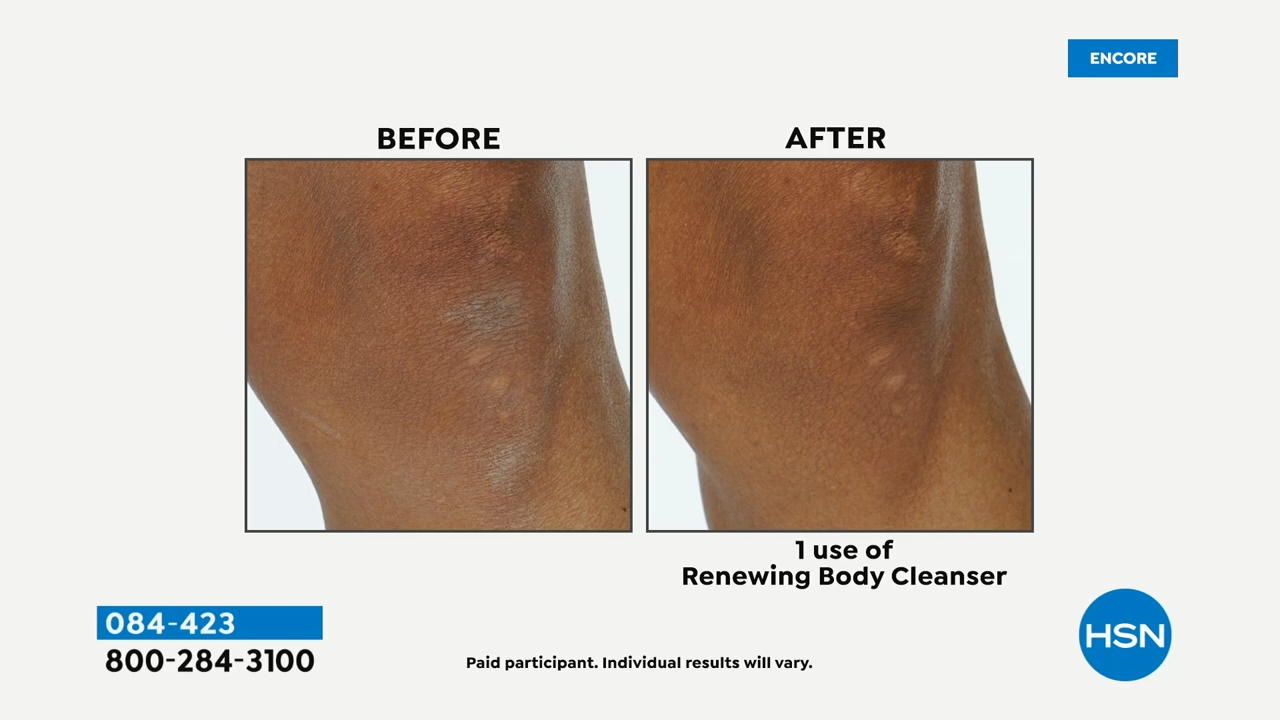 ENCORE
BEFORE
AFTER
1 use of
Renewing Body Cleanser
084-423
800-284-3100
Paid participant. Individual results will vary.
HSN